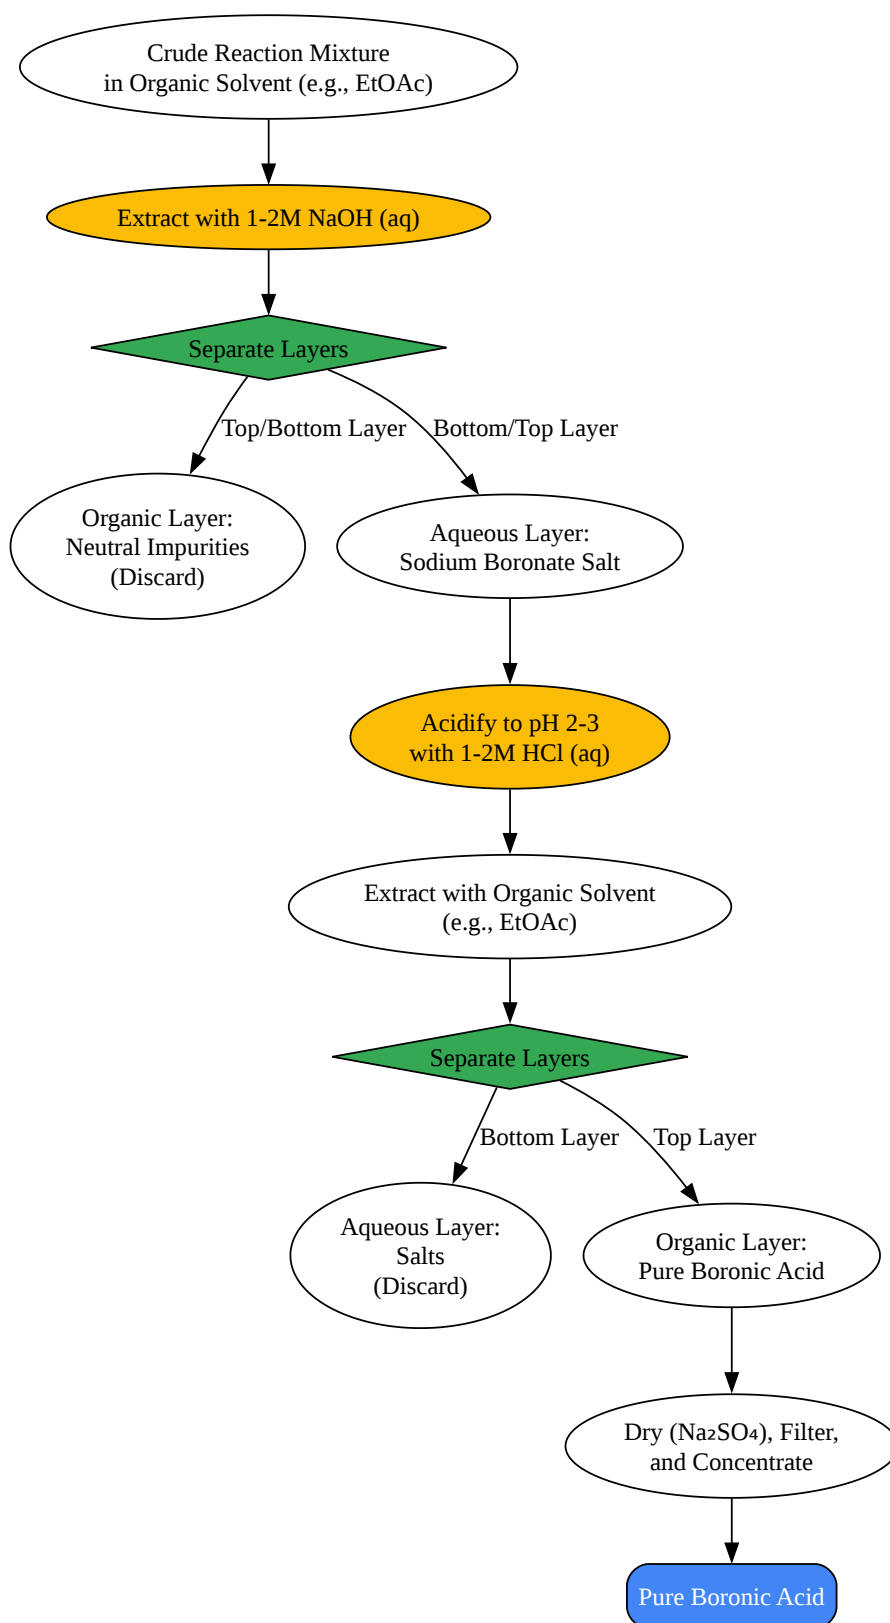 Crude Reaction Mixture
in Organic Solvent (e.g., EtOAc)
Extract with 1-2M NaOH (aq)
Separate Layers
Top/Bottom Layer
Bottom/Top Layer
Organic Layer:
Neutral Impurities
(Discard)
Aqueous Layer:
Sodium Boronate Salt
Acidify to pH 2-3
with 1-2M HCl (aq)
Extract with Organic Solvent
(e.g., EtOAc)
Separate Layers
Bottom Layer
Top Layer
Aqueous Layer:
Salts
(Discard)
Organic Layer:
Pure Boronic Acid
Dry (Na₂SO₄), Filter,
and Concentrate
Pure Boronic Acid